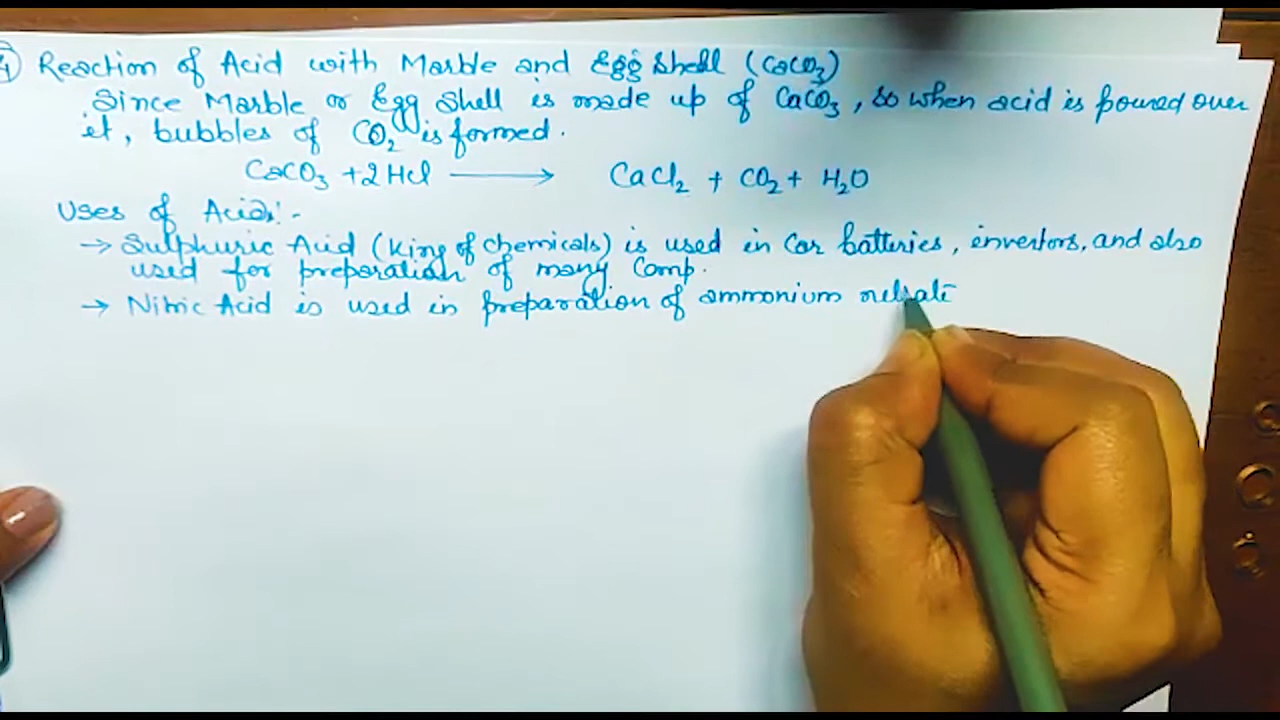 4 Reaction of Acid with Marble and Egg Shell (CaCO3)
Since Marble or Egg Shell is made up of CaCO3, so when acid is poured over
it, bubbles of CO2 is formed.
CaCO3 + 2HCl ⟶ CaCl2 + CO2 + H2O
Uses of Acids:-
→ Sulphuric Acid (King of Chemicals) is used in Car batteries, invertors, and also
used for preparation of many Comp.
→ Nitric Acid is used in preparation of ammonium